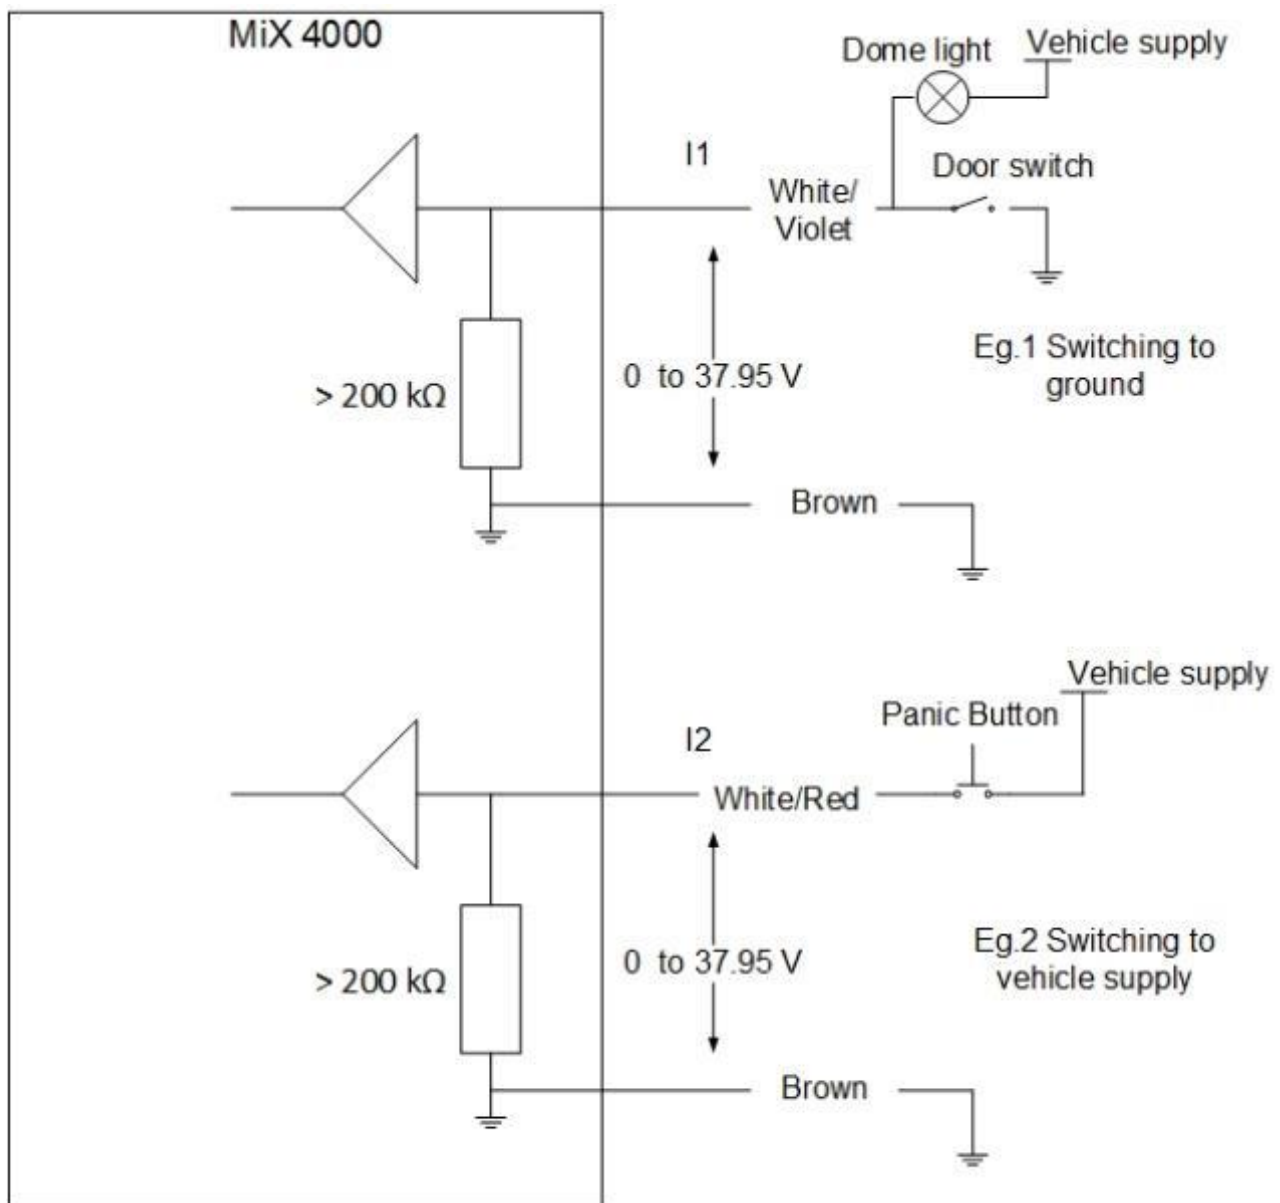 MiX 4000
Dome light
Vehicle supply
I1
White/
Violet
Door switch
> 200 kΩ
0 to 37.95 V
Eg.1 Switching to
ground
Brown
Vehicle supply
Panic Button
I2
White/Red
> 200 kΩ
0 to 37.95 V
Eg.2 Switching to
vehicle supply
Brown